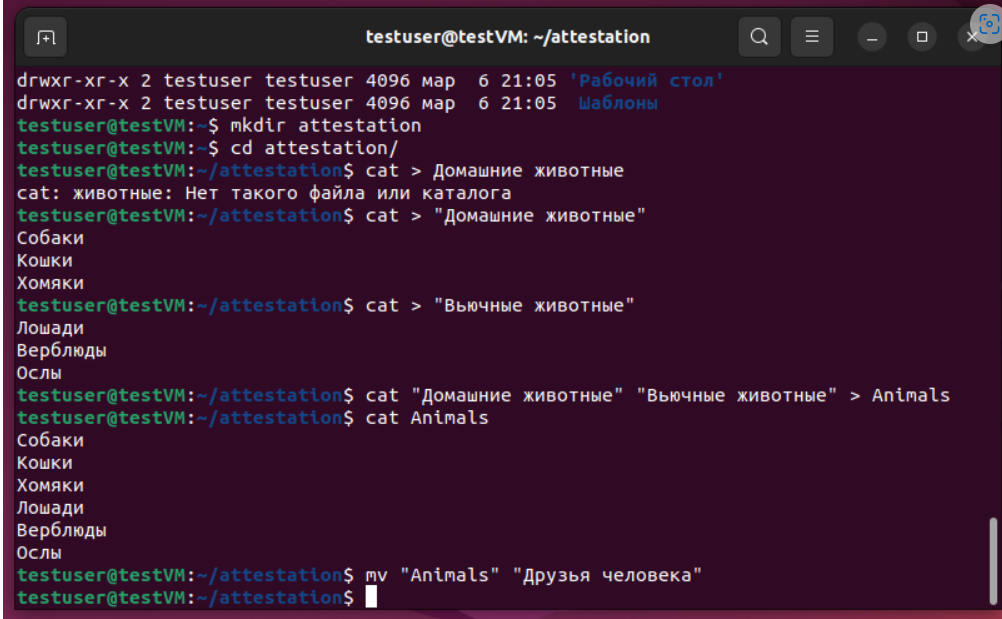 testuser@testVM: ~/attestation
drwxr-xr-x 2 testuser testuser 4096 мар  6 21:05 'Рабочий стол'
drwxr-xr-x 2 testuser testuser 4096 мар  6 21:05  Шаблоны
testuser@testVM:~$ mkdir attestation
testuser@testVM:~$ cd attestation/
testuser@testVM:~/attestation$ cat > Домашние животные
cat: животные: Нет такого файла или каталога
testuser@testVM:~/attestation$ cat > "Домашние животные"
Собаки
Кошки
Хомяки
testuser@testVM:~/attestation$ cat > "Вьючные животные"
Лошади
Верблюды
Ослы
testuser@testVM:~/attestation$ cat "Домашние животные" "Вьючные животные" > Animals
testuser@testVM:~/attestation$ cat Animals
Собаки
Кошки
Хомяки
Лошади
Верблюды
Ослы
testuser@testVM:~/attestation$ mv "Animals" "Друзья человека"
testuser@testVM:~/attestation$